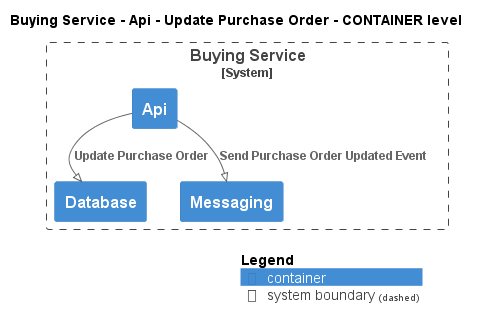 Buying Service - Api - Update Purchase Order - CONTAINER level
Buying Service
[System]
Api
Update Purchase Order
Send Purchase Order Updated Event
Database
Messaging
Legend
container
system boundary (dashed)